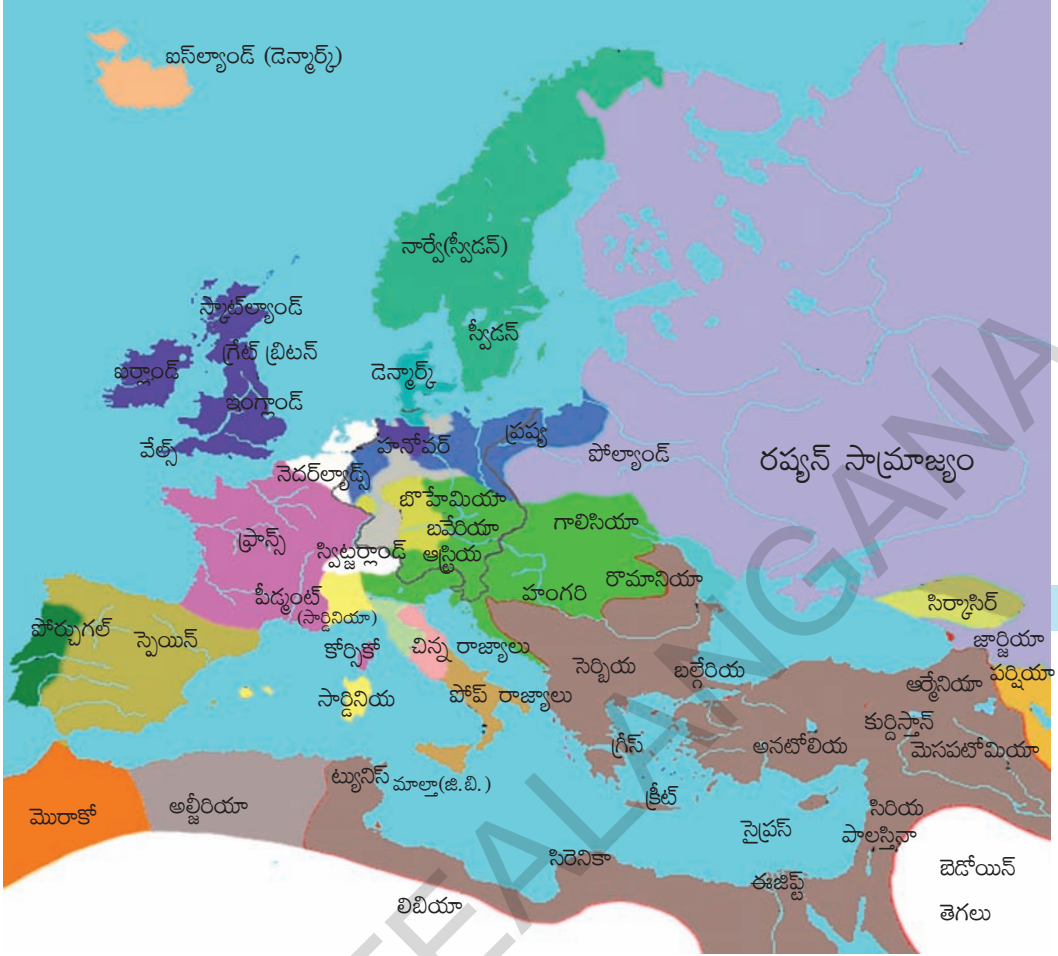 ఐస్‌ల్యాండ్ (డెన్మార్క్)
నార్వే(స్వీడన్)
స్కాట్‌ల్యాండ్
స్వీడన్
గ్రేట్ బ్రిటన్
ఐర్లాండ్
డెన్మార్క్
ఇంగ్లాండ్
వేల్స్
హనోవర్
ప్రష్య
పోల్యాండ్
రష్యన్ సామ్రాజ్యం
నెదర్‌ల్యాడ్స్
బొహేమియా
బవేరియా
గాలిసియా
ఫ్రాన్స్
స్విట్జర్లాండ్
ఆస్ట్రియ
హంగరి
రొమానియా
పీడ్మంట్
(సార్డినియా)
సిర్కాసిర్
పోర్చుగల్
స్పెయిన్
కోర్సికో
చిన్న రాజ్యాలు
సెర్బియ
బల్గేరియ
జార్జియా
ఆర్మేనియా
పర్షియా
సార్డినియ
పోప్ రాజ్యాలు
గ్రీస్
అనటోలియ
కుర్దిస్తాన్
మెసపటోమియా
ట్యునిస్
మాల్తా(జి.బి.)
క్రీట్
మొరాకో
అల్జీరియా
సైప్రస్
సిరియ
పాలస్తినా
సిరెనికా
ఈజిప్ట్
బెడోయిన్
తెగలు
లిబియా
TEALANGANA